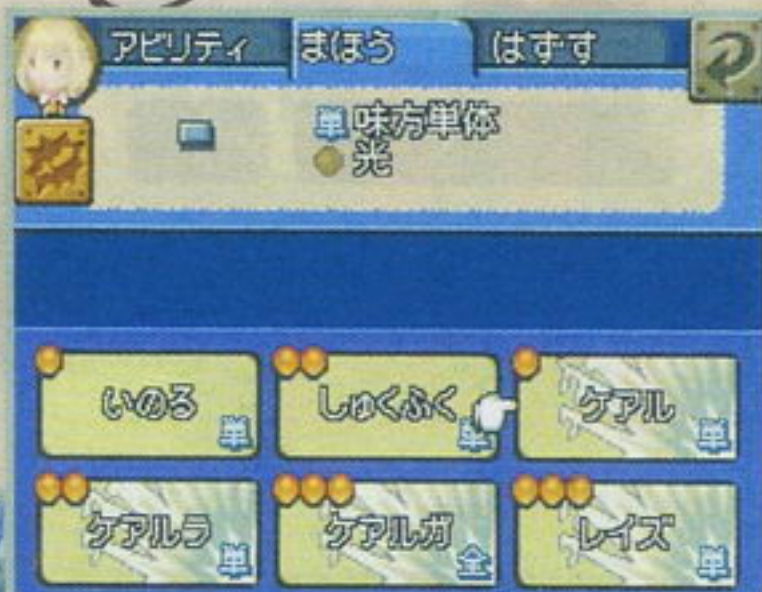 アビリティ まほう はずす
単 味方単体
光
いのる 単 しゅくふく 単 ケアル 単
ケアルラ 単 ケアルガ 全 レイズ 単